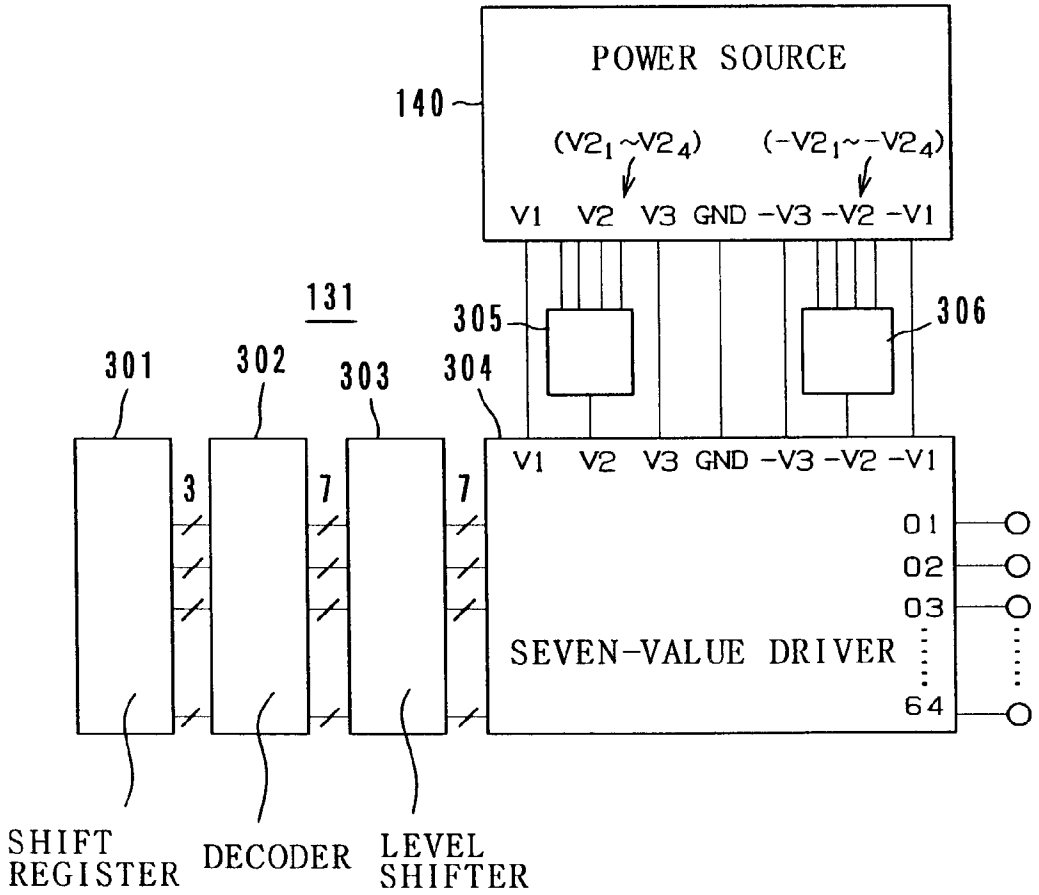 POWER SOURCE
140
(V2₁~V2₄) (-V2₁~-V2₄)
V1 V2 V3 GND -V3 -V2 -V1
131
305
306
301
302
303
304
V1 V2 V3 GND -V3 -V2 -V1
3 7 7
01
02
03
SEVEN-VALUE DRIVER
64
SHIFT
REGISTER
DECODER
LEVEL
SHIFTER